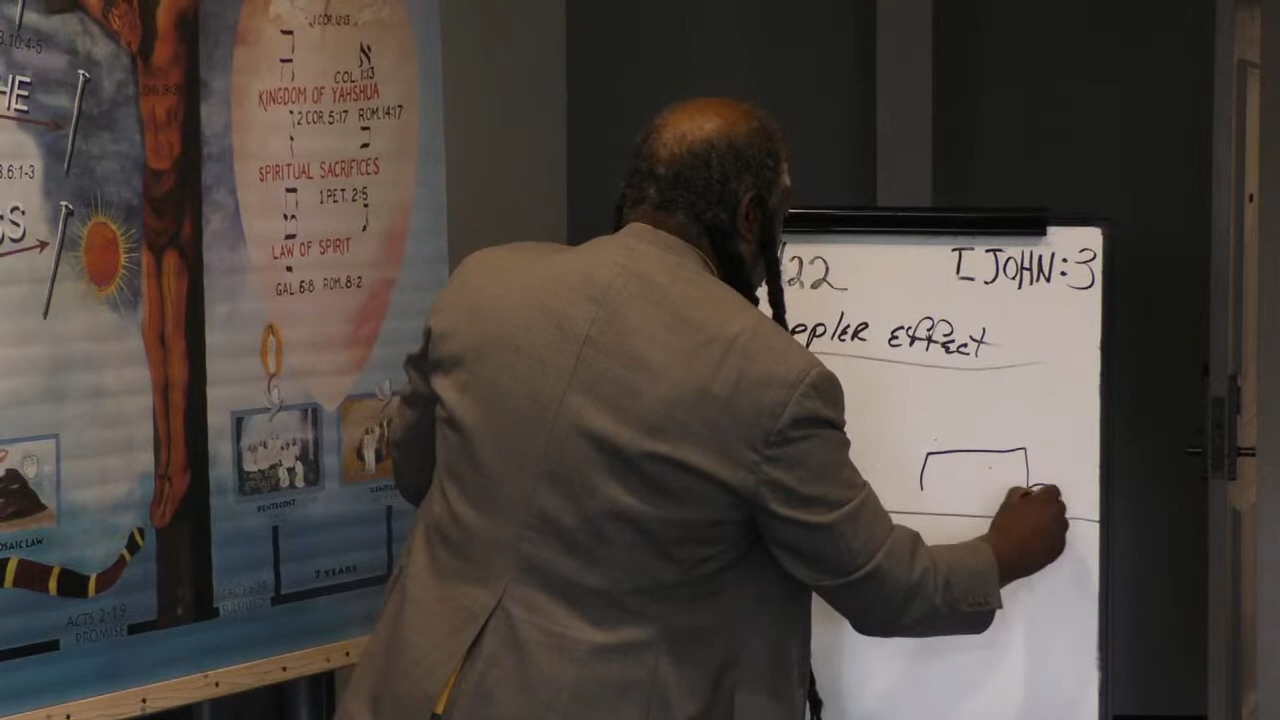 1 COR. 12:13
3.10:4-5
ה
א
COL. 1:13
HE
KINGDOM OF YAHSHUA
2 COR. 5:17 ROM. 14:17
3.6:1-3
SPIRITUAL SACRIFICES
1 PET. 2:5
SS
LAW OF SPIRIT
GAL. 6:8 ROM. 8:2
22 I JOHN:3
ppler effect
PENTECOST
GENTILE
OSAIC LAW
7 YEARS
ACTS 2-19
PROMISE